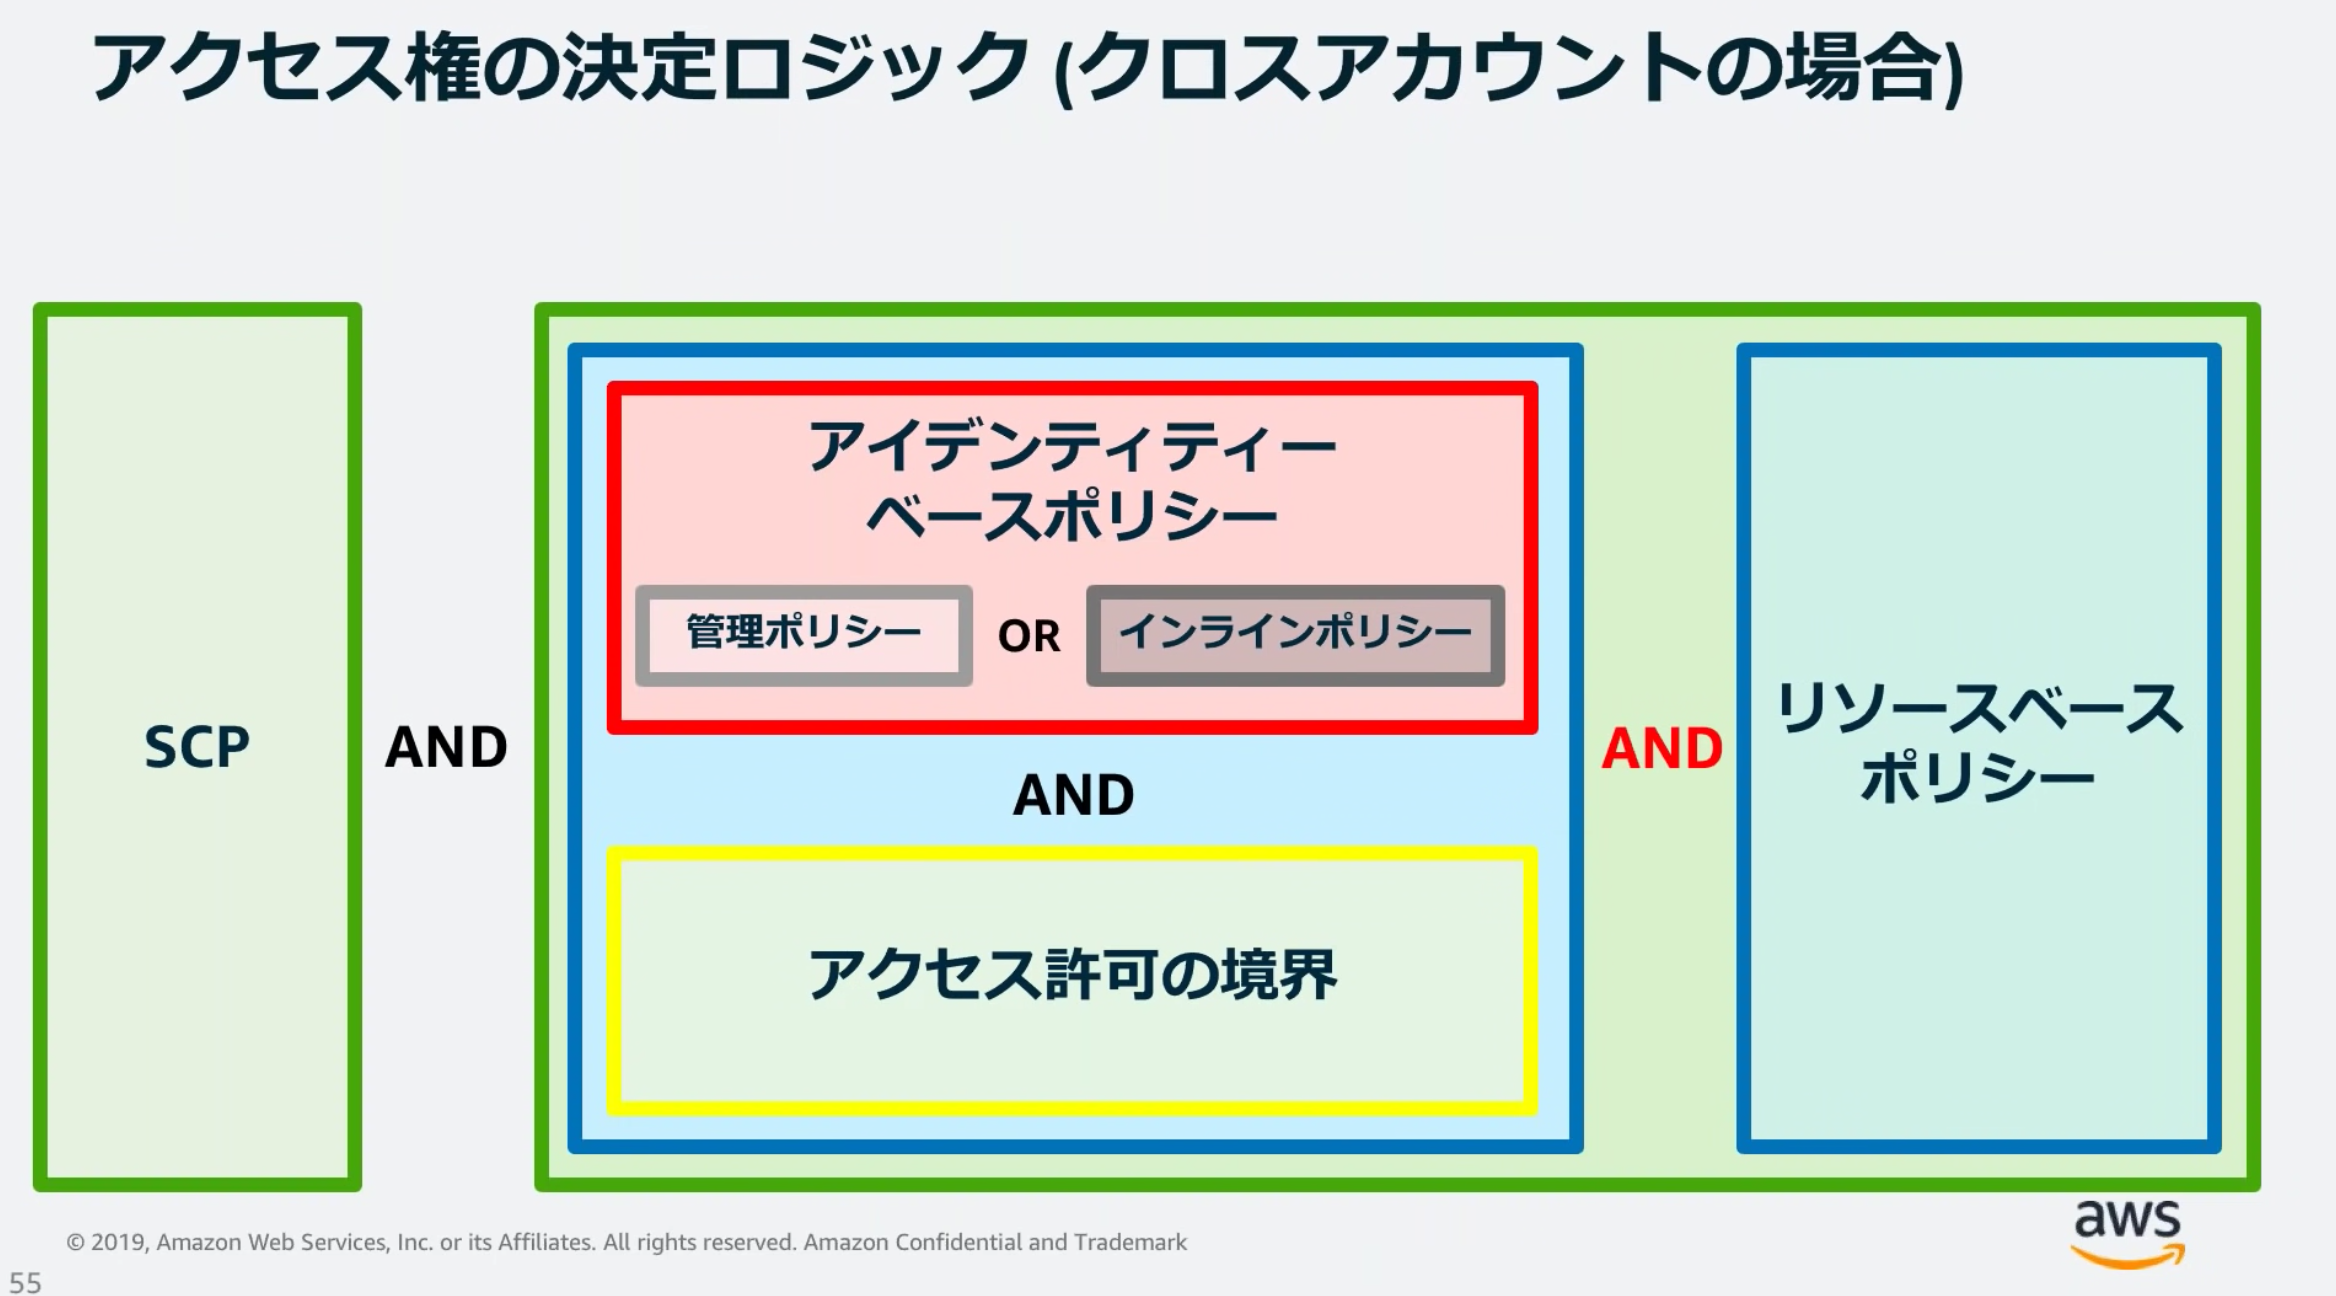 アクセス権の決定ロジック (クロスアカウントの場合)
SCP
AND
アイデンティティー
ベースポリシー
管理ポリシー
OR
インラインポリシー
AND
アクセス許可の境界
AND
リソースベース
ポリシー
© 2019, Amazon Web Services, Inc. or its Affiliates. All rights reserved. Amazon Confidential and Trademark
aws
55